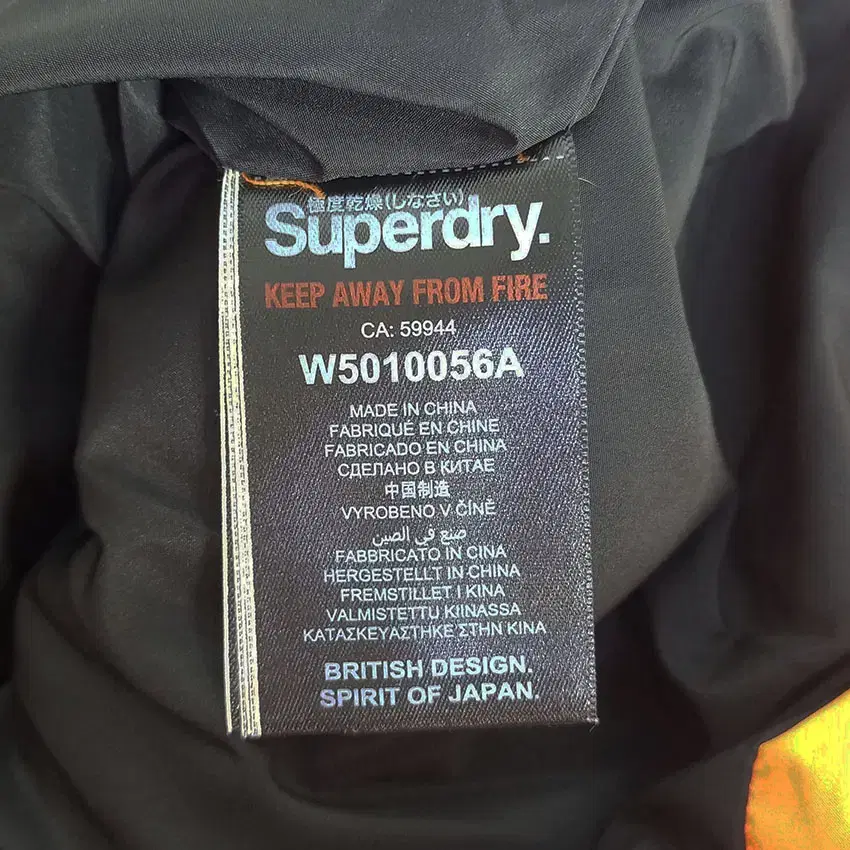 極度乾燥(しなさい)
Superdry.
KEEP AWAY FROM FIRE
CA: 59944
W5010056A
MADE IN CHINA
FABRIQUÉ EN CHINE
FABRICADO EN CHINA
СДЕЛАНО В КИТАЕ
中国制造
VYROBENO V ČÍNĚ
صنع في الصين
FABBRICATO IN CINA
HERGESTELLT IN CHINA
FREMSTILLET I KINA
VALMISTETTU KIINASSA
ΚΑΤΑΣΚΕΥΑΣΤΗΚΕ ΣΤΗΝ ΚΙΝΑ
BRITISH DESIGN.
SPIRIT OF JAPAN.